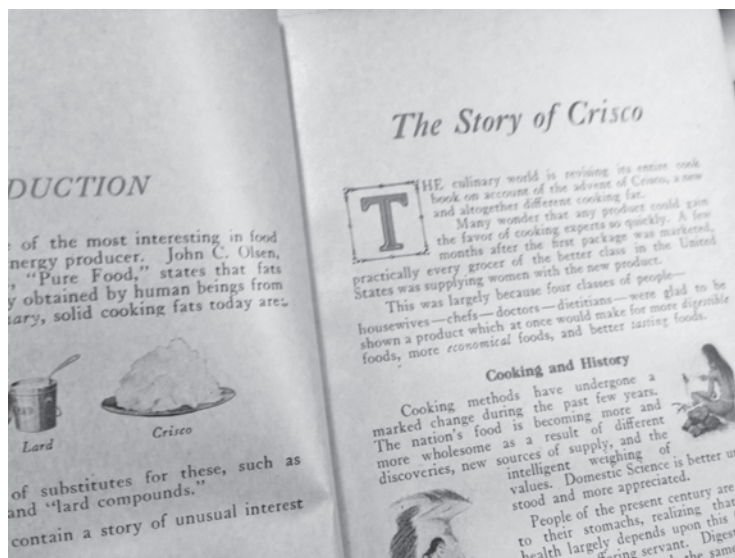 DUCTION
e of the most interesting in food
nergy producer. John C. Olsen,
, "Pure Food," states that fats
y obtained by human beings from
ary, solid cooking fats today are:
Lard
Crisco
of substitutes for these, such as
and "lard compounds."
contain a story of unusual interest
The Story of Crisco
THE culinary world is revising its entire cook
book on account of the advent of Crisco, a new
and altogether different cooking fat.
Many wonder that any product could gain
the favor of cooking experts so quickly. A few
months after the first package was marketed,
practically every grocer of the better class in the United
States was supplying women with the new product.
This was largely because four classes of people—
housewives—chefs—doctors—dietitians—were glad to be
shown a product which at once would make for more digestible
foods, more economical foods, and better tasting foods.
Cooking and History
Cooking methods have undergone a
marked change during the past few years.
The nation's food is becoming more and
more wholesome as a result of different
discoveries, new sources of supply, and the
intelligent weighing of
values. Domestic Science is better un
stood and more appreciated.
People of the present century are
to their stomachs, realizing that
health largely depends upon this
ering servant. Digest
the same